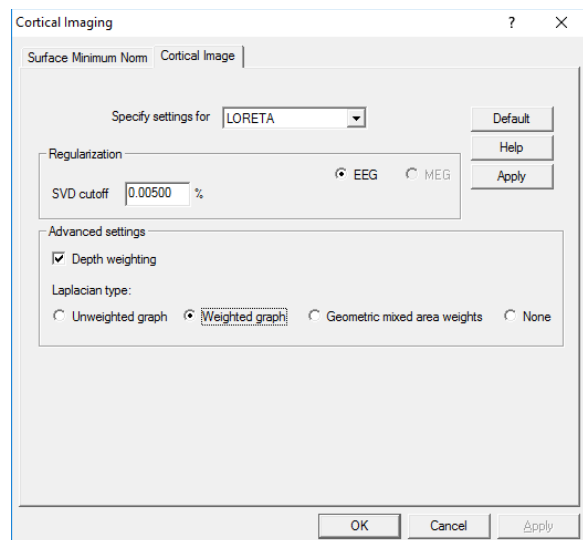 Cortical Imaging ? X
Surface Minimum Norm Cortical Image
Specify settings for LORETA Default
Help
Regularization
EEG MEG Apply
SVD cutoff 0.00500 %
Advanced settings
Depth weighting
Laplacian type:
Unweighted graph Weighted graph Geometric mixed area weights None
OK Cancel Apply